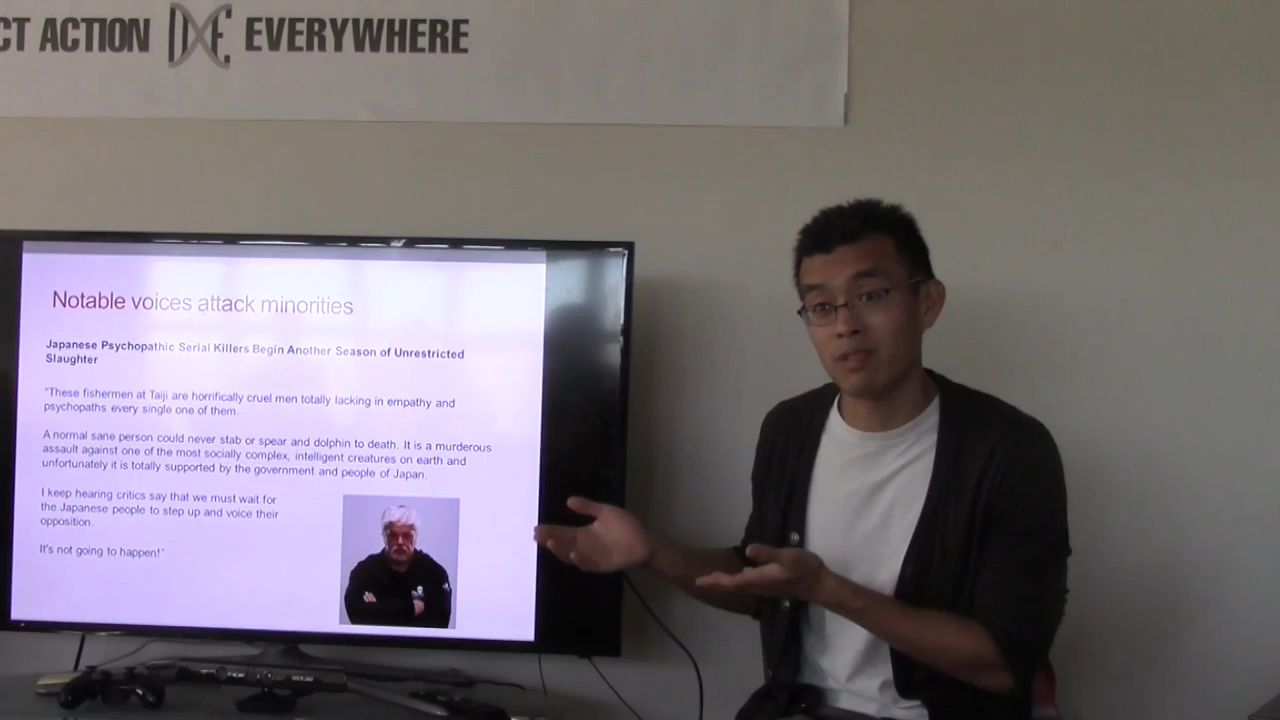 CT ACTION DXE EVERYWHERE
Notable voices attack minorities
Japanese Psychopathic Serial Killers Begin Another Season of Unrestricted
Slaughter
"These fishermen at Taiji are horrifically cruel men totally lacking in empathy and
psychopaths every single one of them.
A normal sane person could never stab or spear and dolphin to death. It is a murderous
assault against one of the most socially complex, intelligent creatures on earth and
unfortunately it is totally supported by the government and people of Japan.
I keep hearing critics say that we must wait for
the Japanese people to step up and voice their
opposition.
It's not going to happen!"